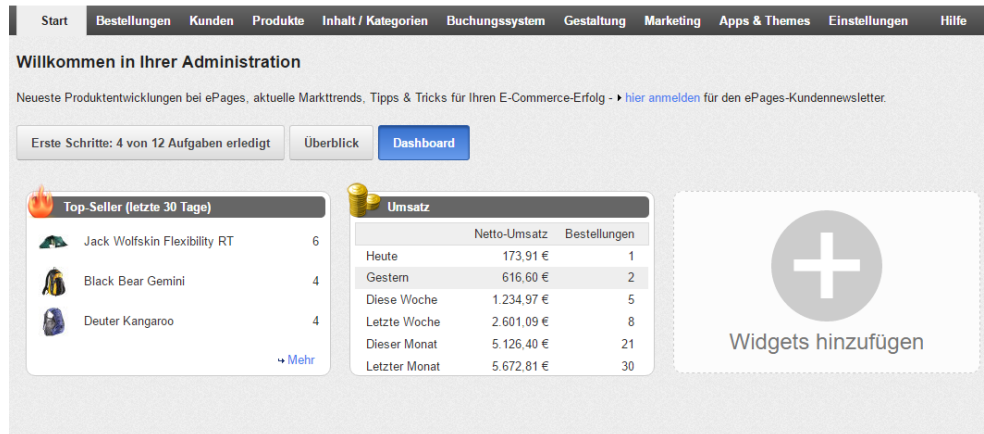 Start Bestellungen Kunden Produkte Inhalt / Kategorien Buchungssystem Gestaltung Marketing Apps & Themes Einstellungen Hilfe
Willkommen in Ihrer Administration
Neueste Produktentwicklungen bei ePages, aktuelle Markttrends, Tipps & Tricks für Ihren E-Commerce-Erfolg - hier anmelden für den ePages-Kundennewsletter.
Erste Schritte: 4 von 12 Aufgaben erledigt Überblick Dashboard
Top-Seller (letzte 30 Tage)
Jack Wolfskin Flexibility RT 6
Black Bear Gemini 4
Deuter Kangaroo 4
Mehr
Umsatz
Netto-Umsatz Bestellungen
Heute 173,91 € 1
Gestern 616,60 € 2
Diese Woche 1.234,97 € 5
Letzte Woche 2.601,09 € 8
Dieser Monat 5.126,40 € 21
Letzter Monat 5.672,81 € 30
Widgets hinzufügen